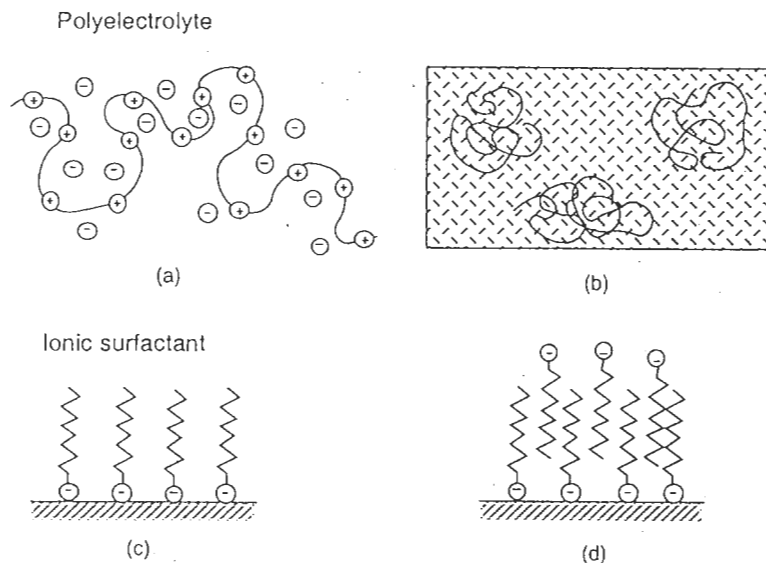 Polyelectrolyte
(a)
(b)
Ionic surfactant
(c)
(d)